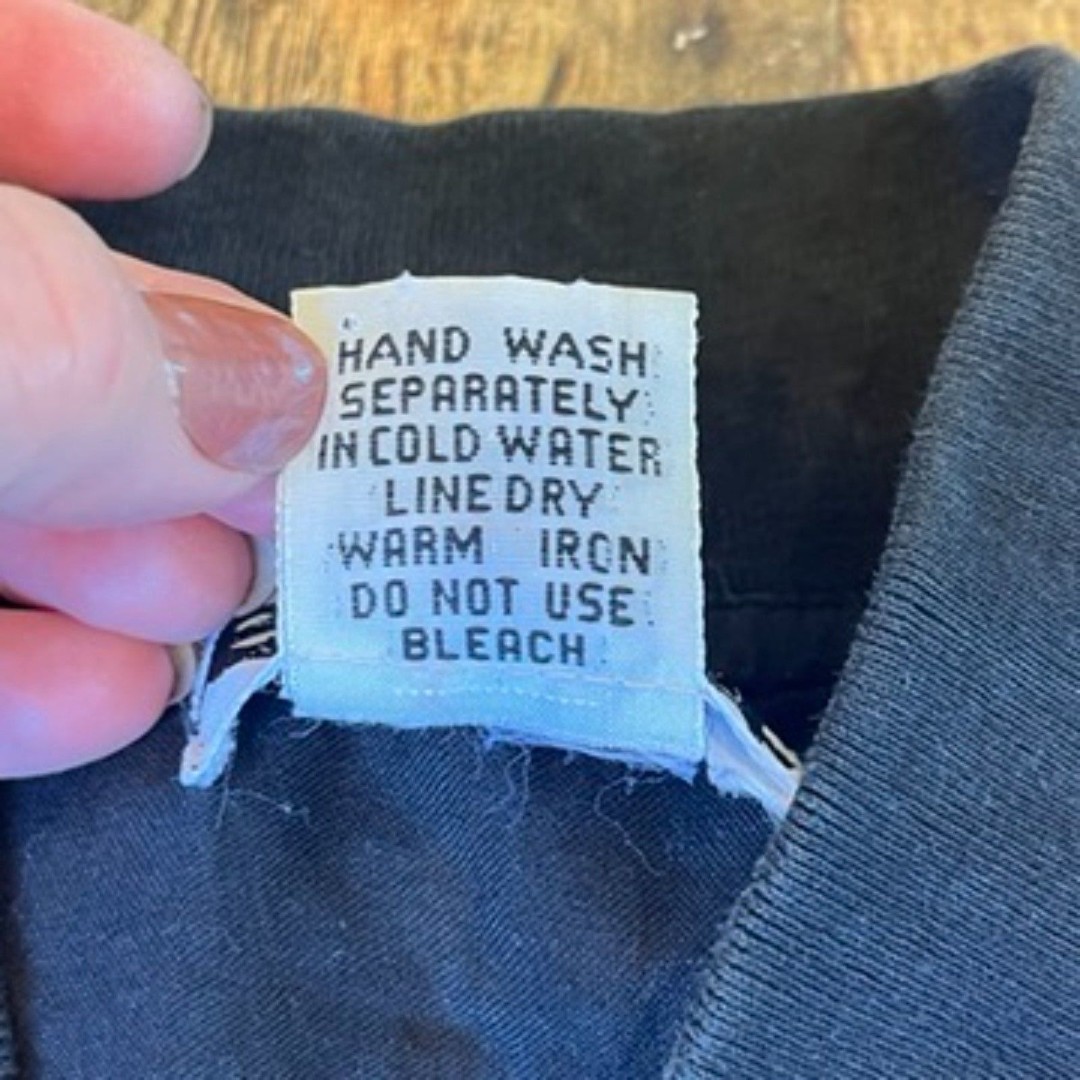 HAND WASH
SEPARATELY
IN COLD WATER
LINE DRY
WARM IRON
DO NOT USE
BLEACH